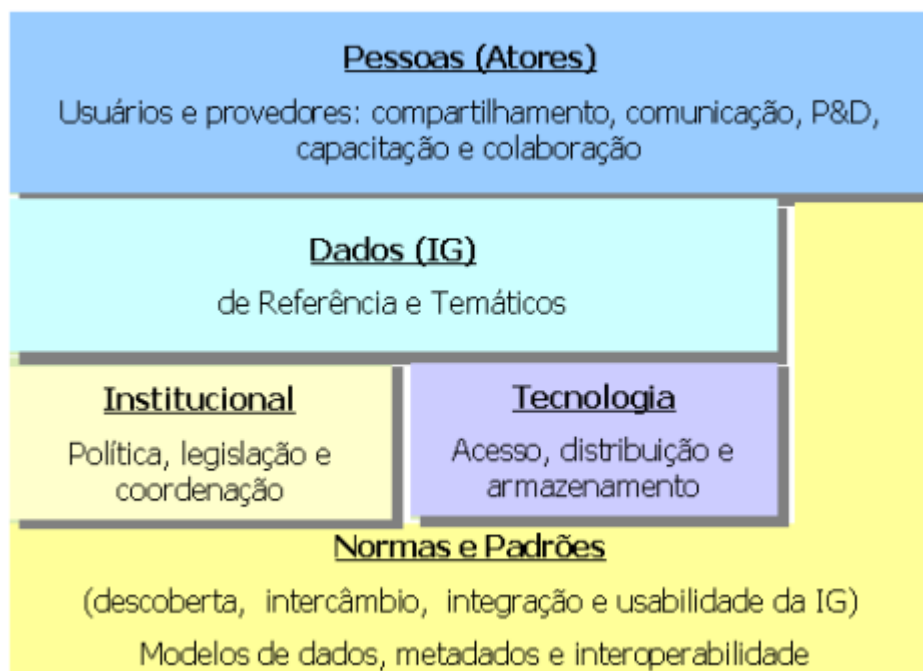 Pessoas (Atores)
Usuários e provedores: compartilhamento, comunicação, P&D,
capacitação e colaboração
Dados (IG)
de Referência e Temáticos
Institucional
Política, legislação e
coordenação
Tecnologia
Acesso, distribuição e
armazenamento
Normas e Padrões
(descoberta, intercâmbio, integração e usabilidade da IG)
Modelos de dados, metadados e interoperabilidade